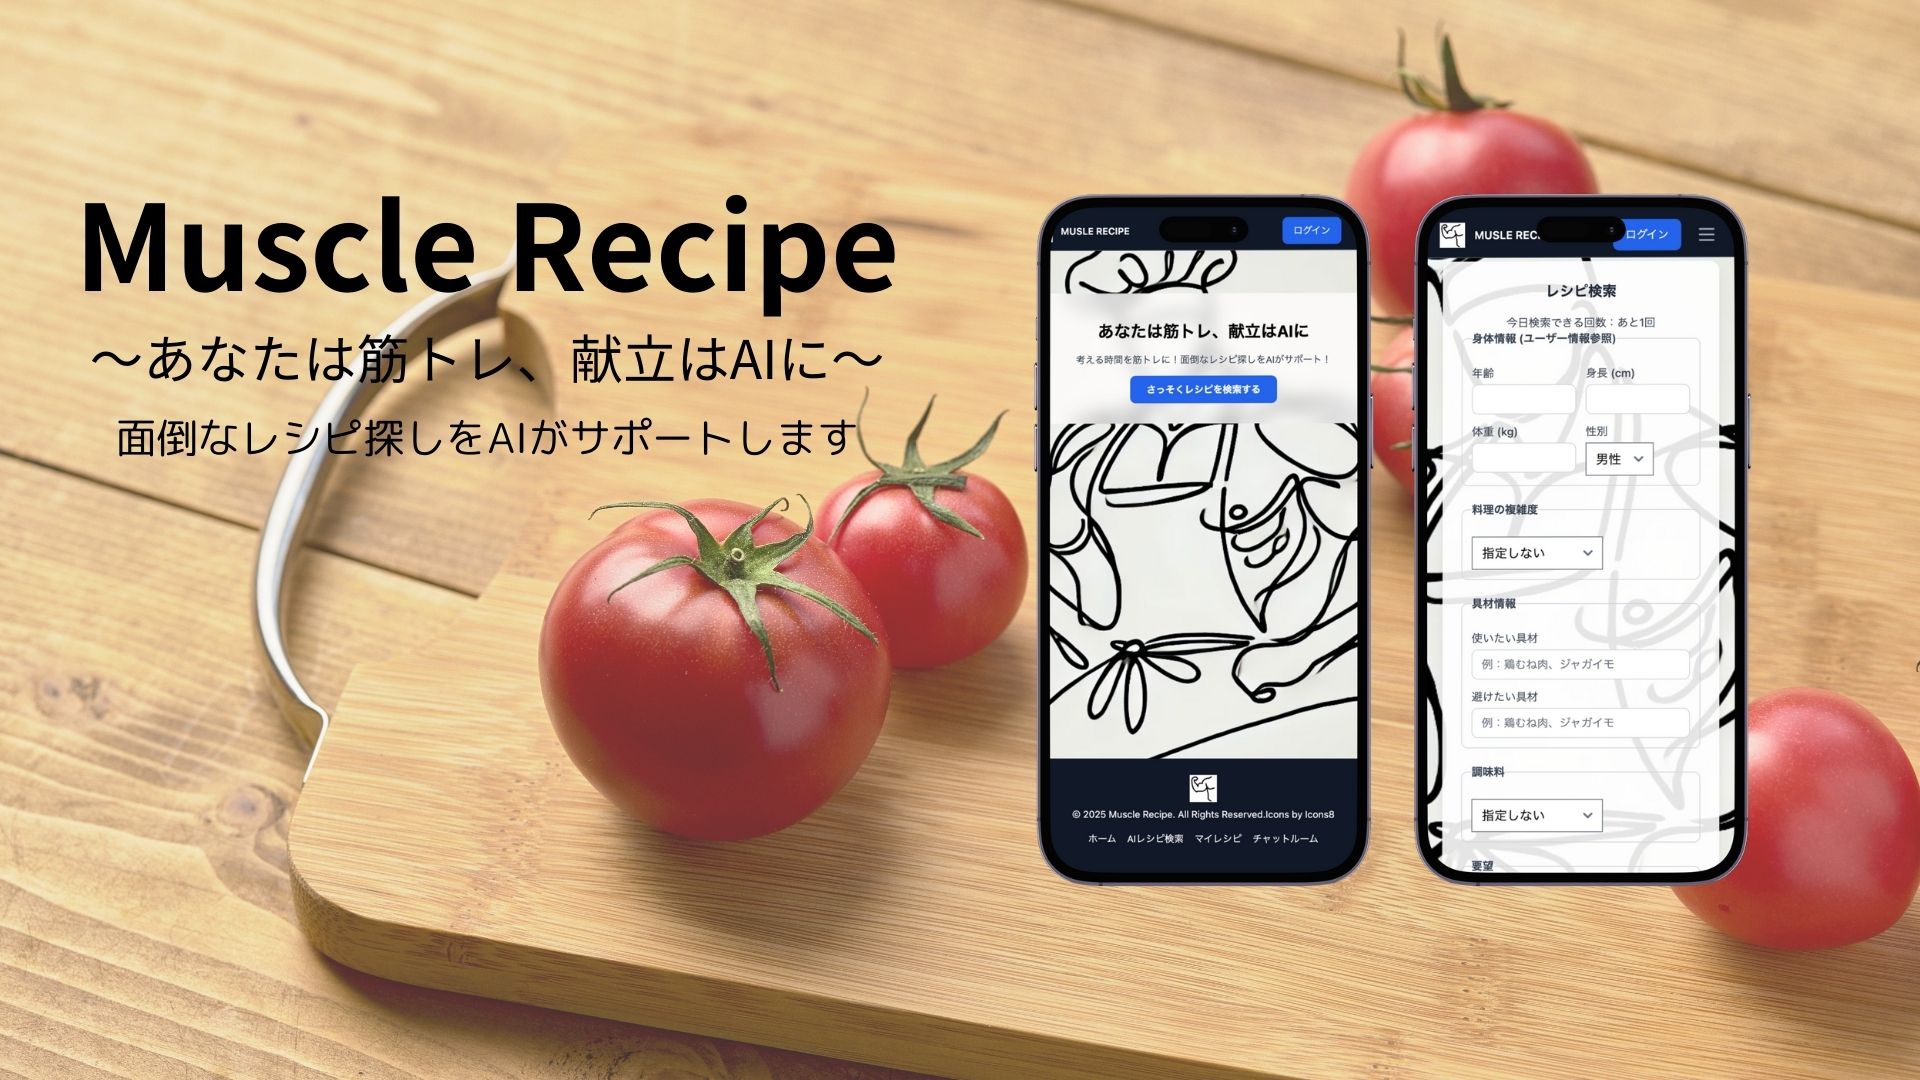 Muscle Recipe
～あなたは筋トレ、献立はAIに～
面倒なレシピ探しをAIがサポートします
MUSLE RECIPE
ログイン
あなたは筋トレ、献立はAIに
考える時間を筋トレに！面倒なレシピ探しをAIがサポート！
さっそくレシピを検索する
© 2025 Muscle Recipe. All Rights Reserved.Icons by Icons8
ホーム AIレシピ検索 マイレシピ チャットルーム
MUSLE REC
ログイン
レシピ検索
今日検索できる回数：あと1回
身体情報 (ユーザー情報参照)
年齢 身長 (cm)
体重 (kg) 性別
男性
料理の複雑度
指定しない
具材情報
使いたい具材
例：鶏むね肉、ジャガイモ
避けたい具材
例：鶏むね肉、ジャガイモ
調味料
指定しない
要望